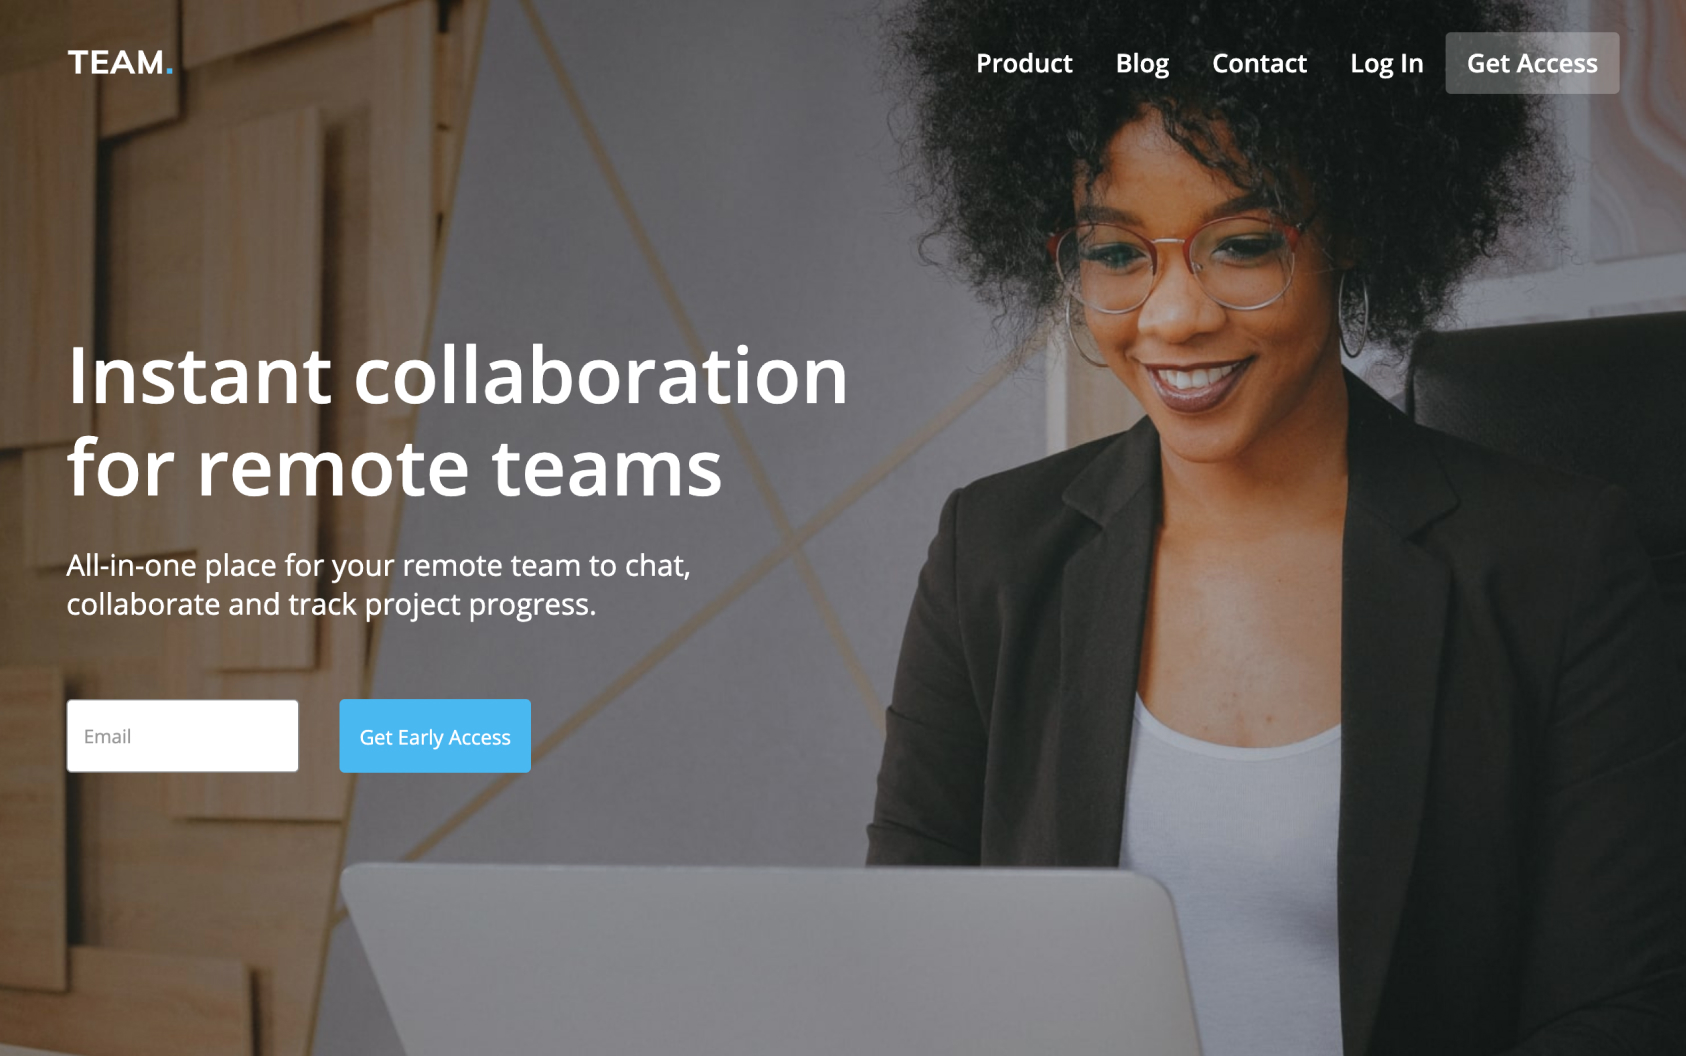 TEAM.
Product
Blog
Contact
Log In
Get Access
Instant collaboration
for remote teams
All-in-one place for your remote team to chat,
collaborate and track project progress.
Email
Get Early Access